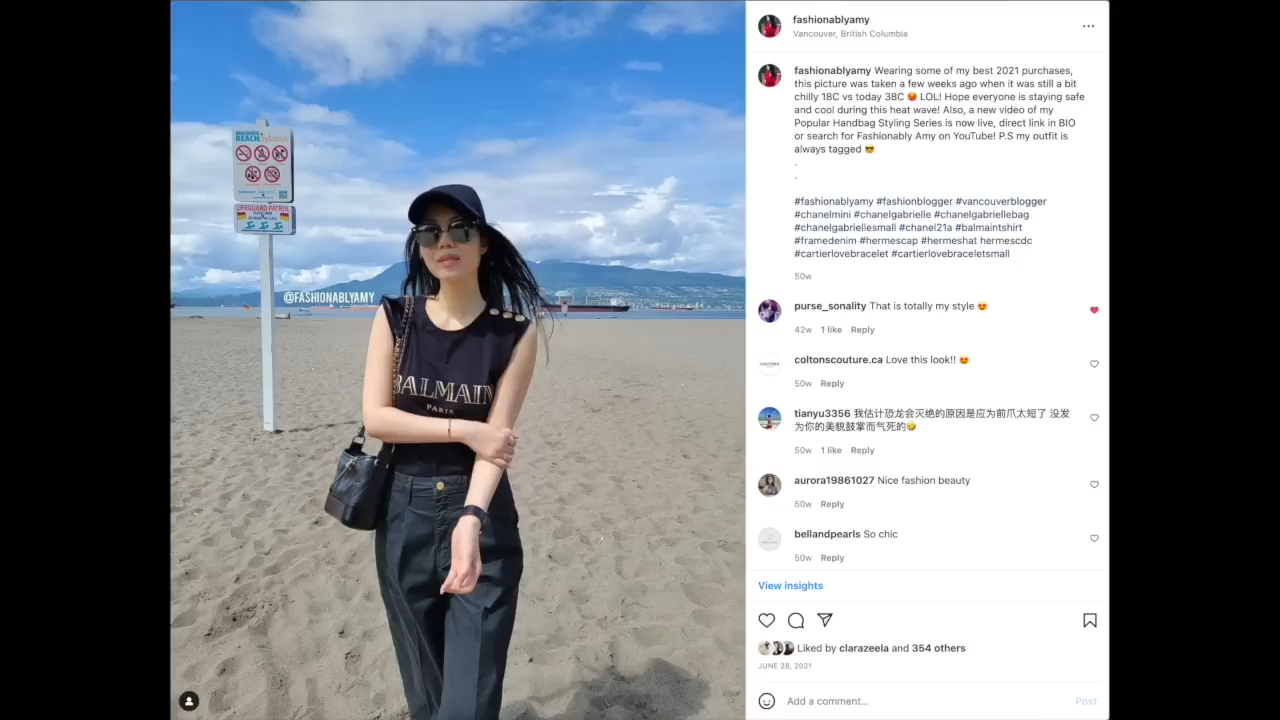 VANCOUVER
BEACH bylaws
LIFEGUARD PATROL
@FASHIONABLYAMY
BALMAIN
PARIS
fashionablyamy
Vancouver, British Columbia
fashionablyamy Wearing some of my best 2021 purchases,
this picture was taken a few weeks ago when it was still a bit
chilly 18C vs today 38C 🥵 LOL! Hope everyone is staying safe
and cool during this heat wave! Also, a new video of my
Popular Handbag Styling Series is now live, direct link in BIO
or search for Fashionably Amy on YouTube! P.S my outfit is
always tagged 😎
.
.
#fashionablyamy #fashionblogger #vancouverblogger
#chanelmini #chanelgabrielle #chanelgabriellebag
#chanelgabriellesmall #chanel21a #balmaintshirt
#framedenim #hermescap #hermeshat hermescdc
#cartierlovebracelet #cartierlovebraceletsmall
50w
purse_sonality That is totally my style 😍
42w 1 like Reply
coltonscouture.ca Love this look!! 😍
50w Reply
tianyu3356 我估计恐龙会灭绝的原因是应为前爪太短了 没发
为你的美貌鼓掌而气死的🤣
50w 1 like Reply
aurora19861027 Nice fashion beauty
50w Reply
bellandpearls So chic
50w Reply
View insights
Liked by clarazeela and 354 others
JUNE 28, 2021
Add a comment... Post